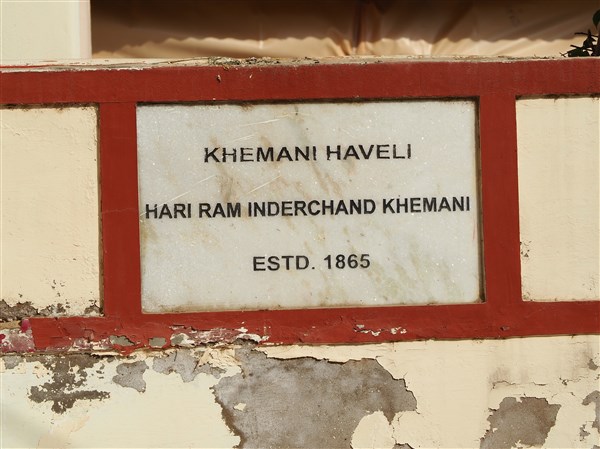 KHEMANI HAVELI
HARI RAM INDERCHAND KHEMANI
ESTD. 1865